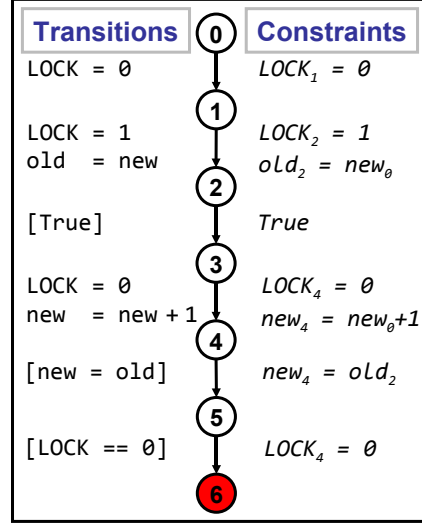 Transitions 0 Constraints
LOCK = 0 LOCK₁ = 0
1
LOCK = 1 LOCK₂ = 1
old = new old₂ = new₀
2
[True] True
3
LOCK = 0 LOCK₄ = 0
new = new + 1 new₄ = new₀+1
4
[new = old] new₄ = old₂
5
[LOCK == 0] LOCK₄ = 0
6